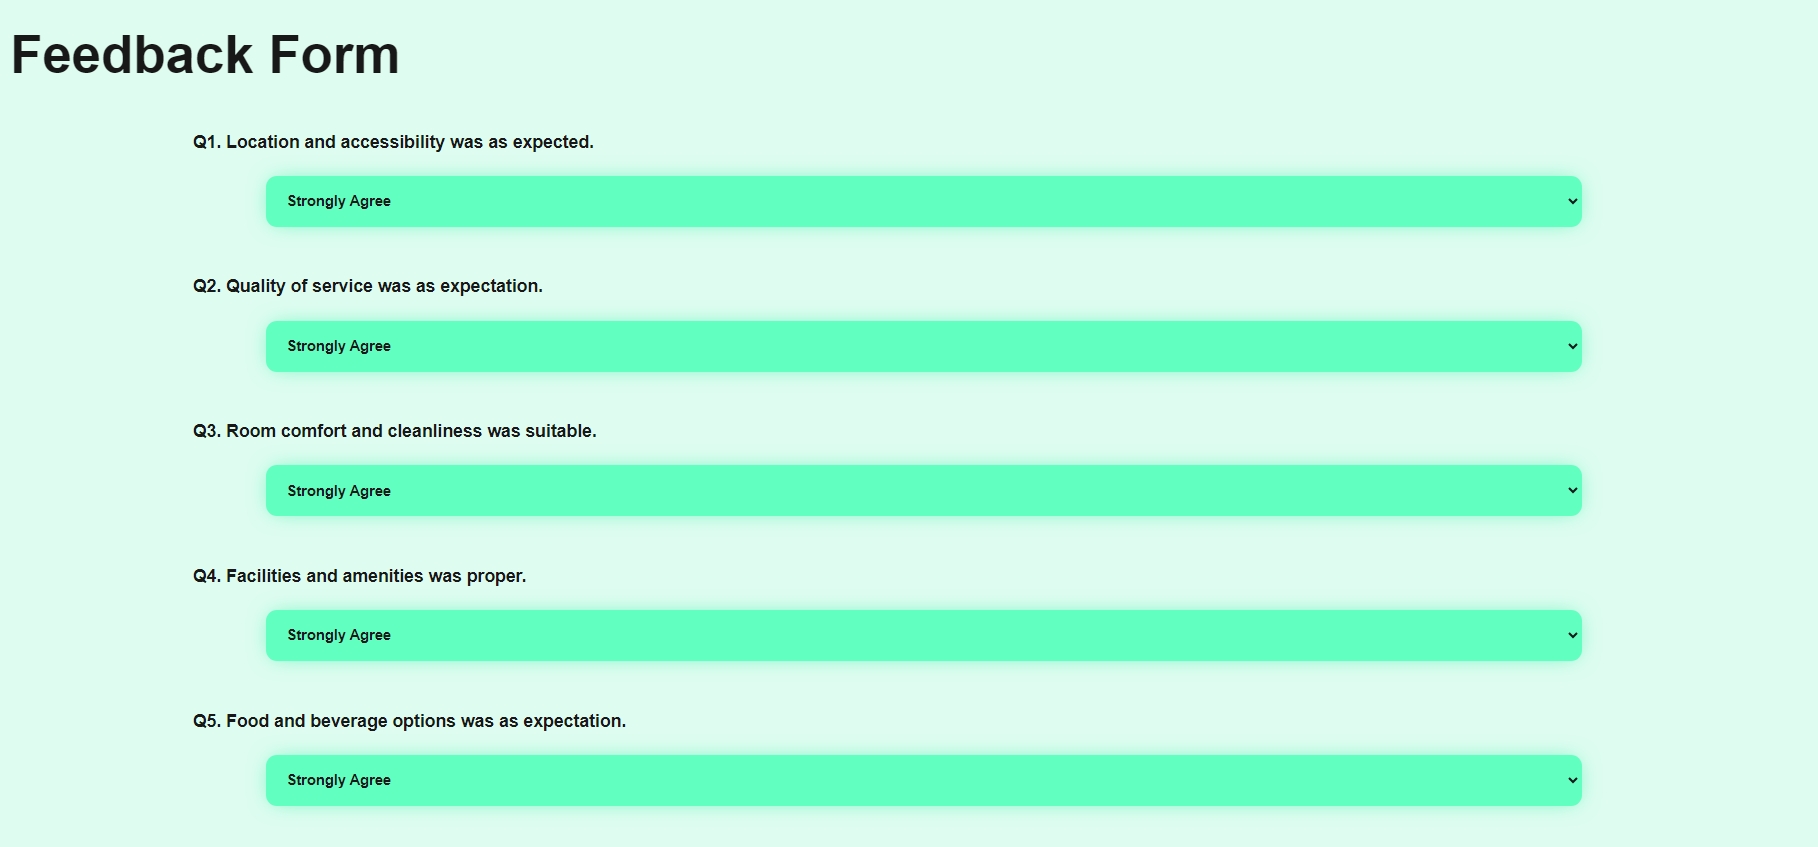 Feedback Form
Q1. Location and accessibility was as expected.
Strongly Agree
Q2. Quality of service was as expectation.
Strongly Agree
Q3. Room comfort and cleanliness was suitable.
Strongly Agree
Q4. Facilities and amenities was proper.
Strongly Agree
Q5. Food and beverage options was as expectation.
Strongly Agree